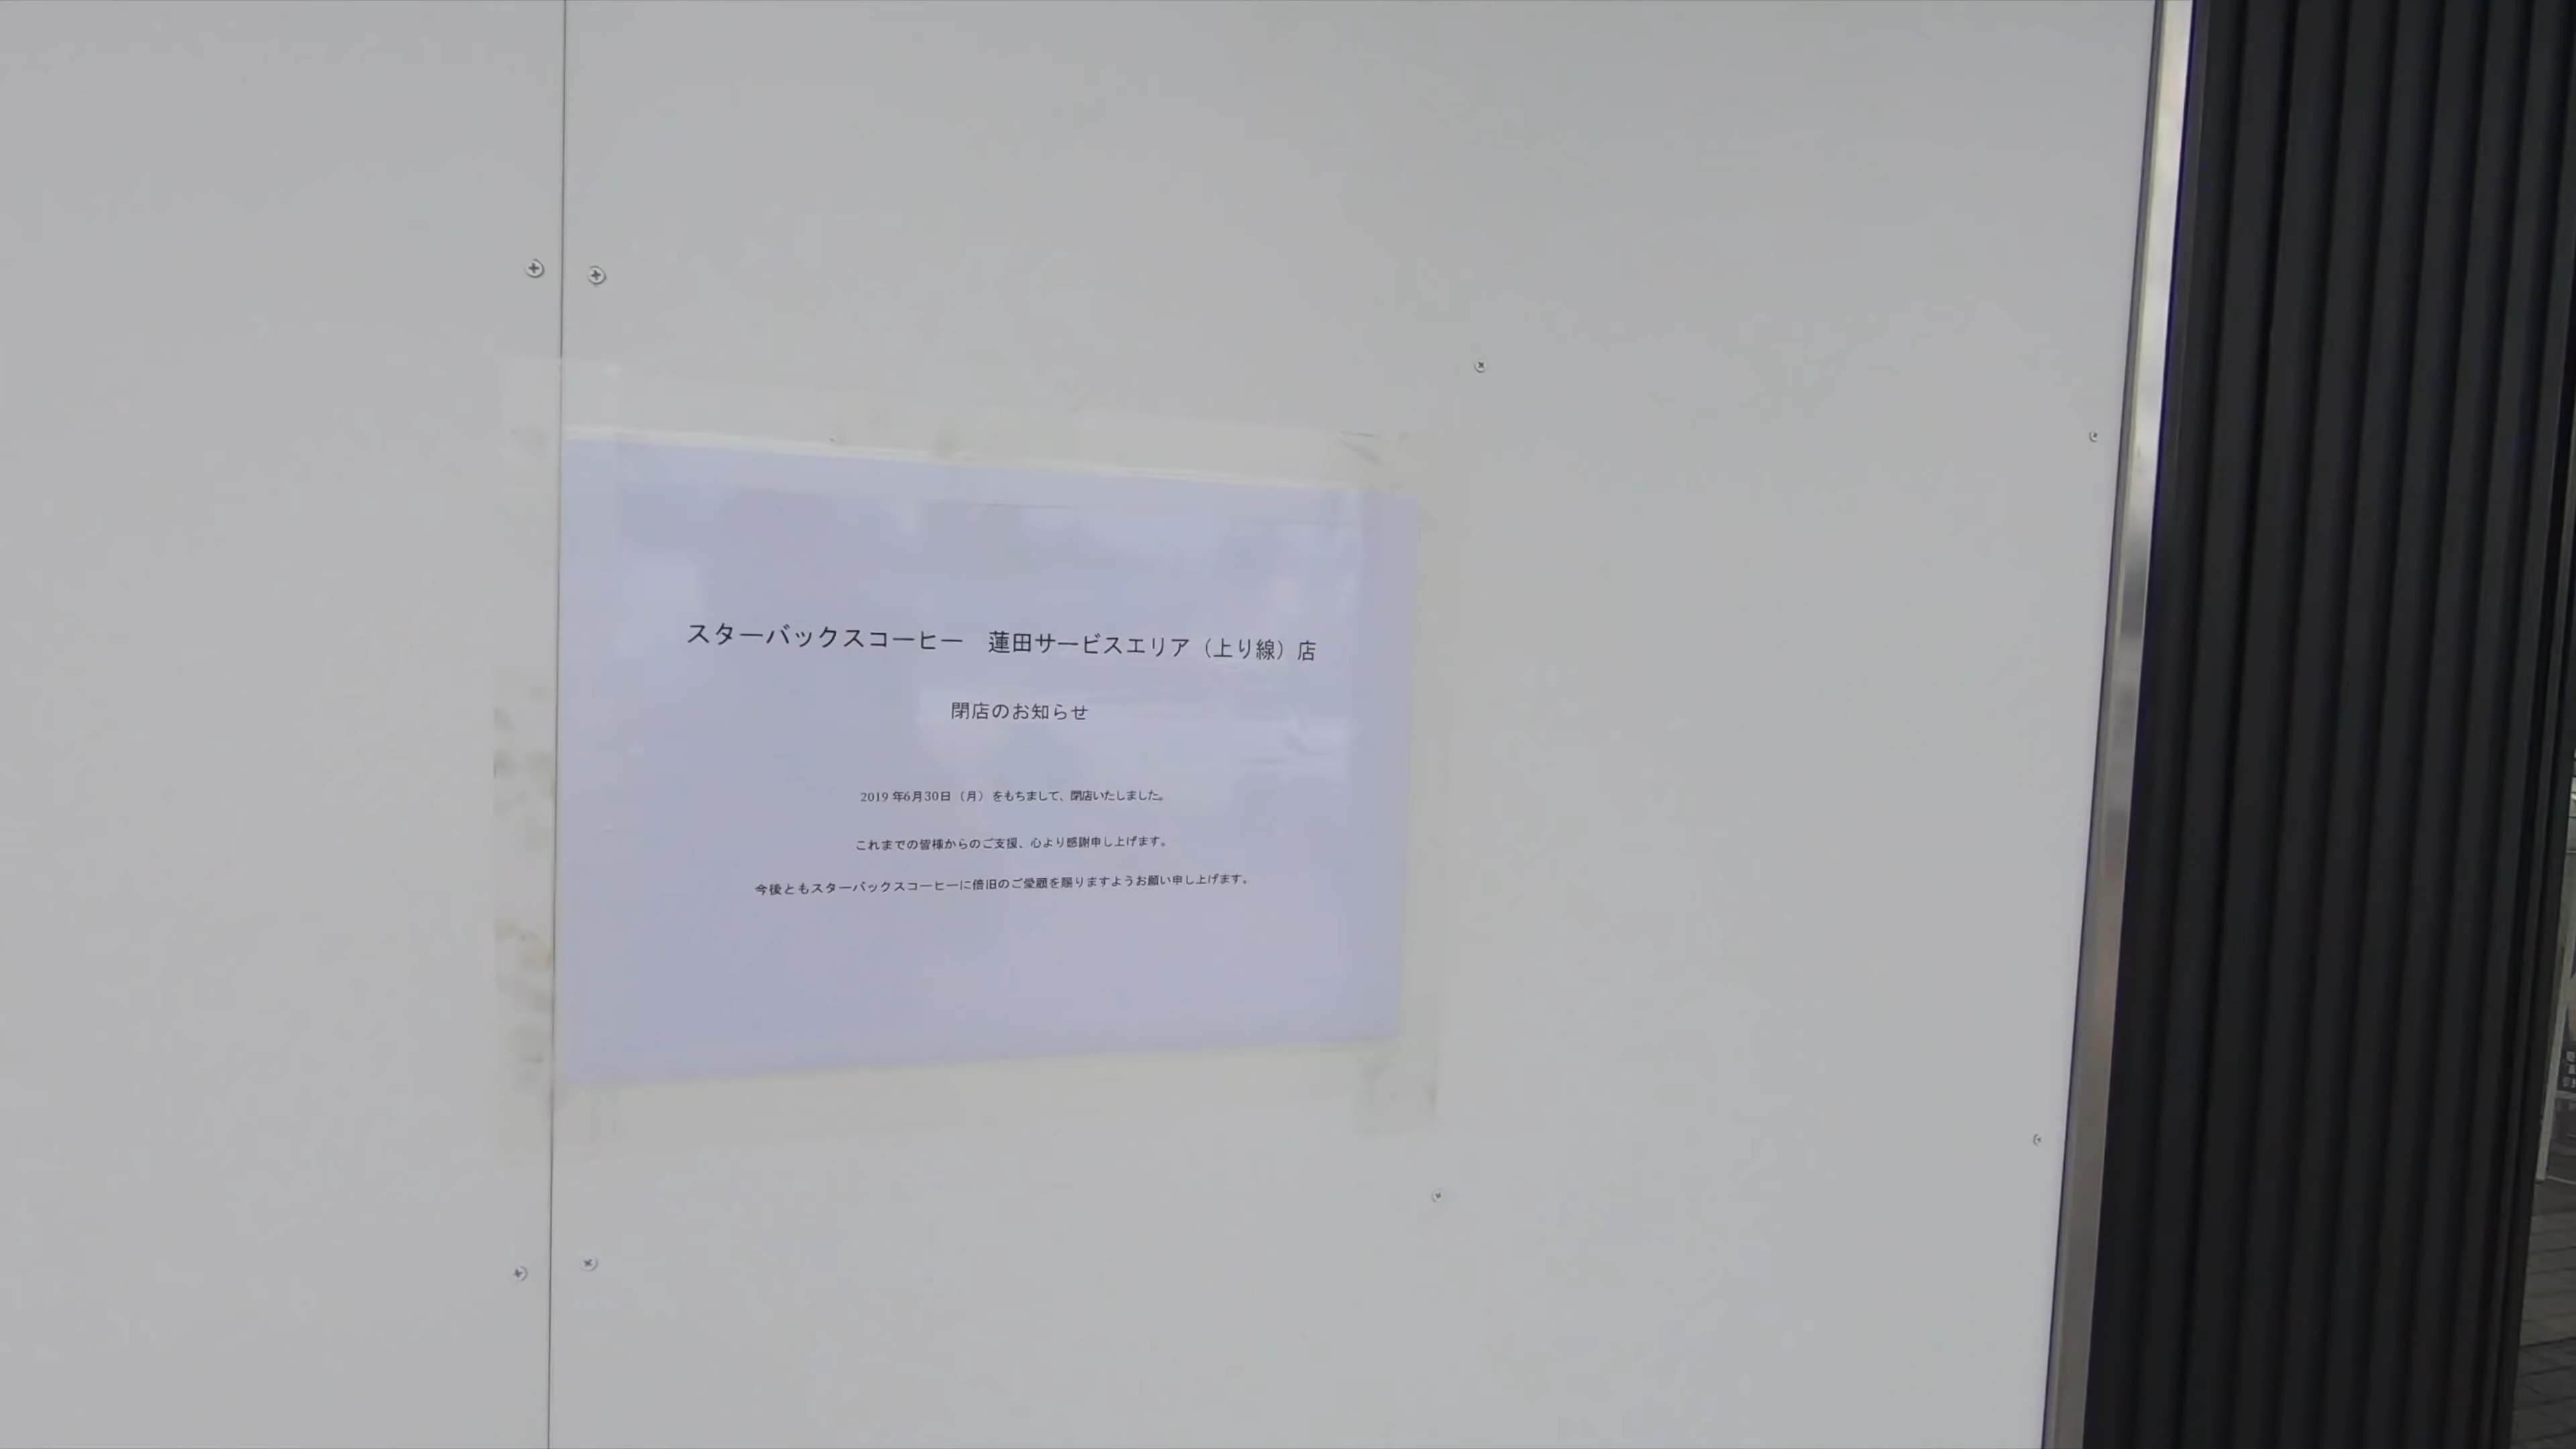 スターバックスコーヒー　蓮田サービスエリア（上り線）店
閉店のお知らせ
2019年6月30日（月）をもちまして、閉店いたしました。
これまでの皆様からのご支援、心より感謝申し上げます。
今後ともスターバックスコーヒーに倍旧のご愛顧を賜りますようお願い申し上げます。